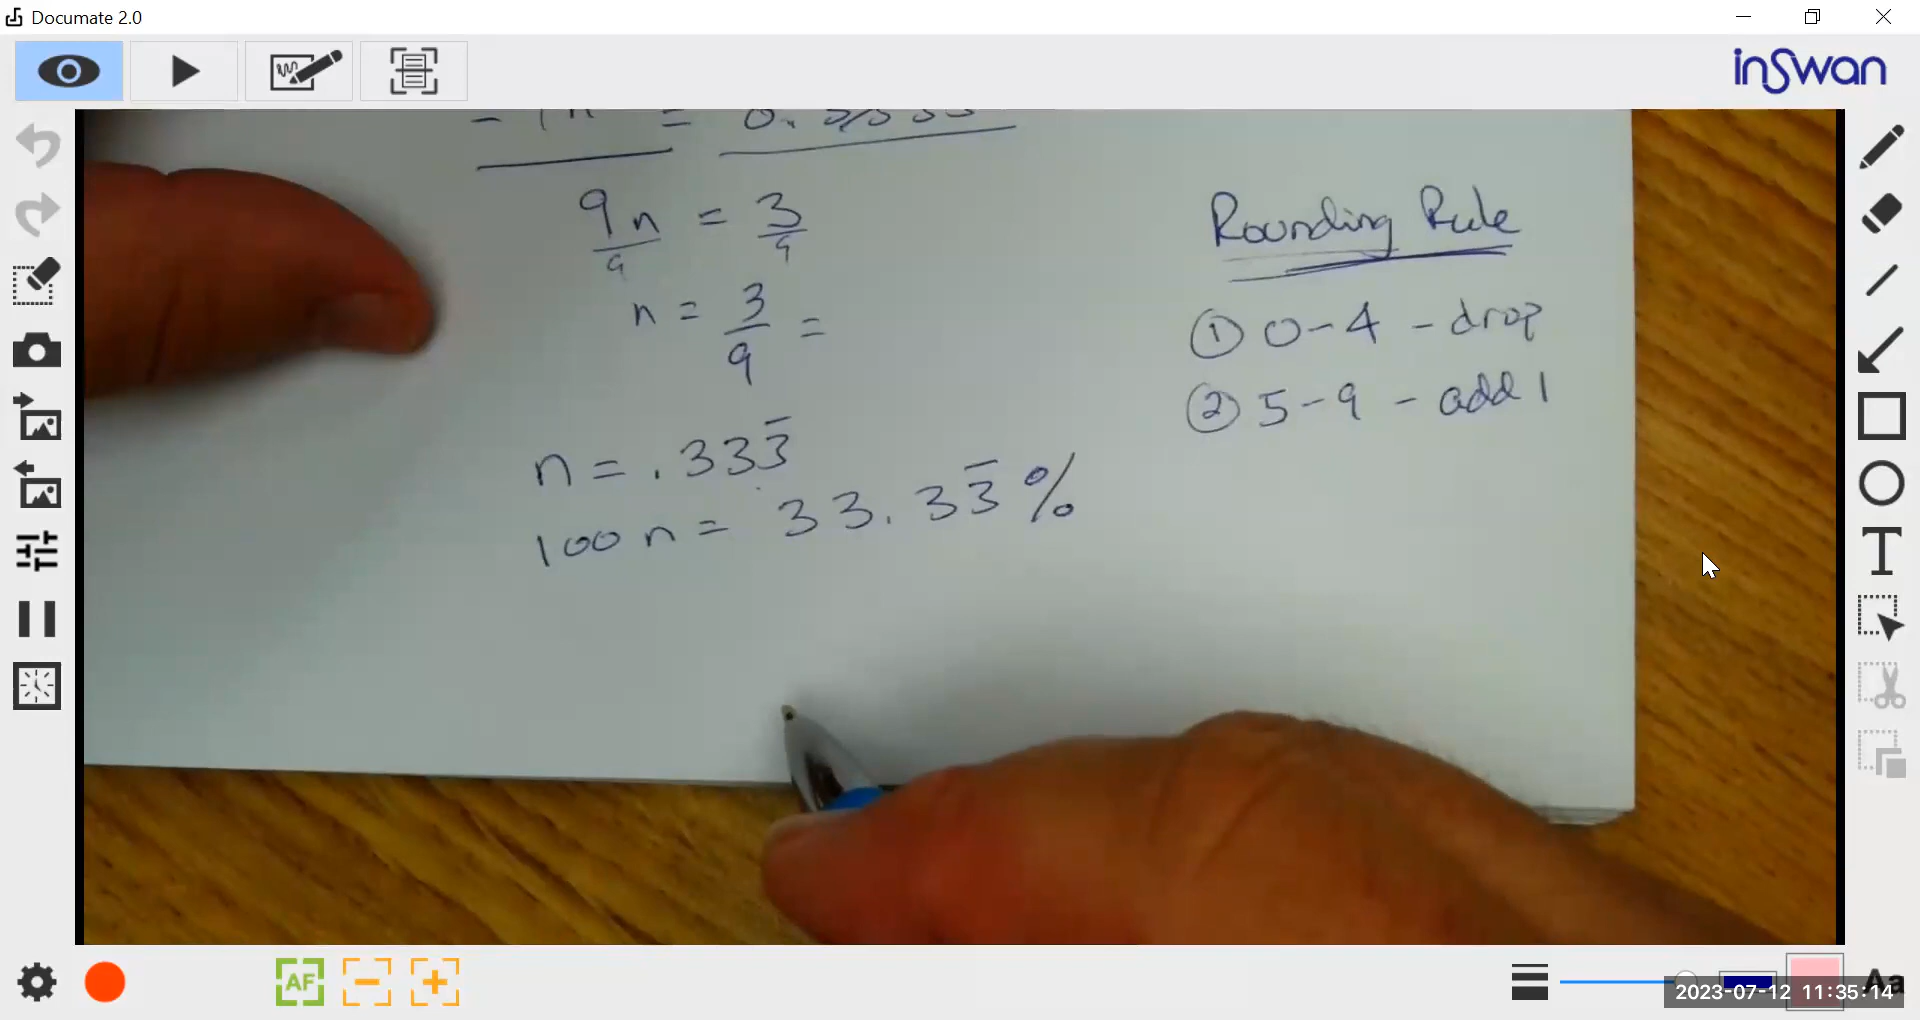 Documate 2.0
inSwan
9n = 3
9 9
n = 3/9 =
n = .333̅
100 n = 33.33̅ %
Rounding Rule
① 0-4 - drop
② 5-9 - add 1
T
AF
Aa
2023-07-12 11:35:14